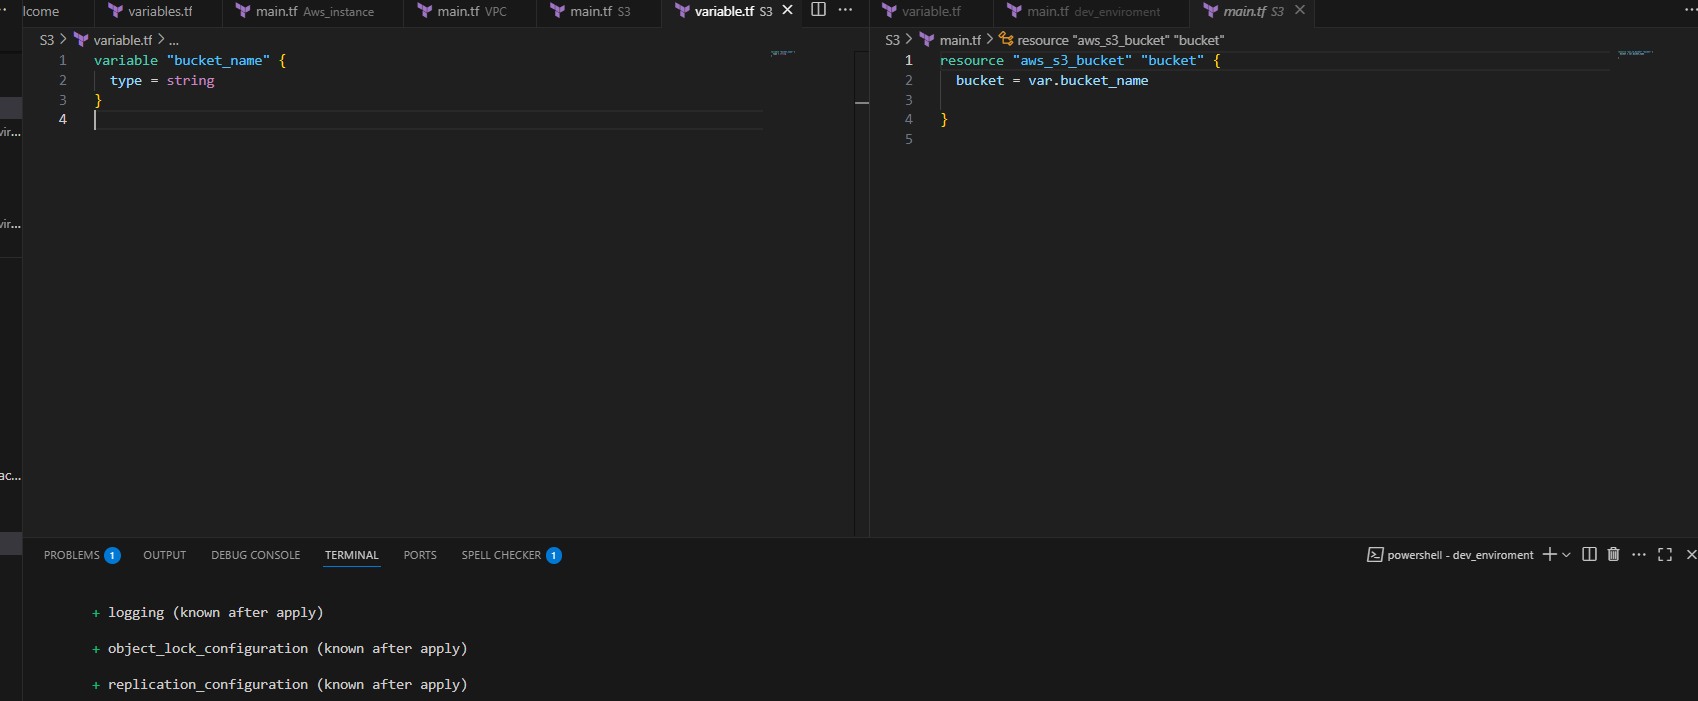 lcome variables.tf main.tf Aws_instance main.tf VPC main.tf S3 variable.tf S3 variable.tf main.tf dev_enviroment main.tf S3
S3 > variable.tf > ...
1 variable "bucket_name" {
2 type = string
3 }
4
S3 > main.tf > resource "aws_s3_bucket" "bucket"
1 resource "aws_s3_bucket" "bucket" {
2 bucket = var.bucket_name
3
4 }
5
vir...
vir...
ac...
PROBLEMS 1 OUTPUT DEBUG CONSOLE TERMINAL PORTS SPELL CHECKER 1 powershell - dev_enviroment
+ logging (known after apply)
+ object_lock_configuration (known after apply)
+ replication_configuration (known after apply)